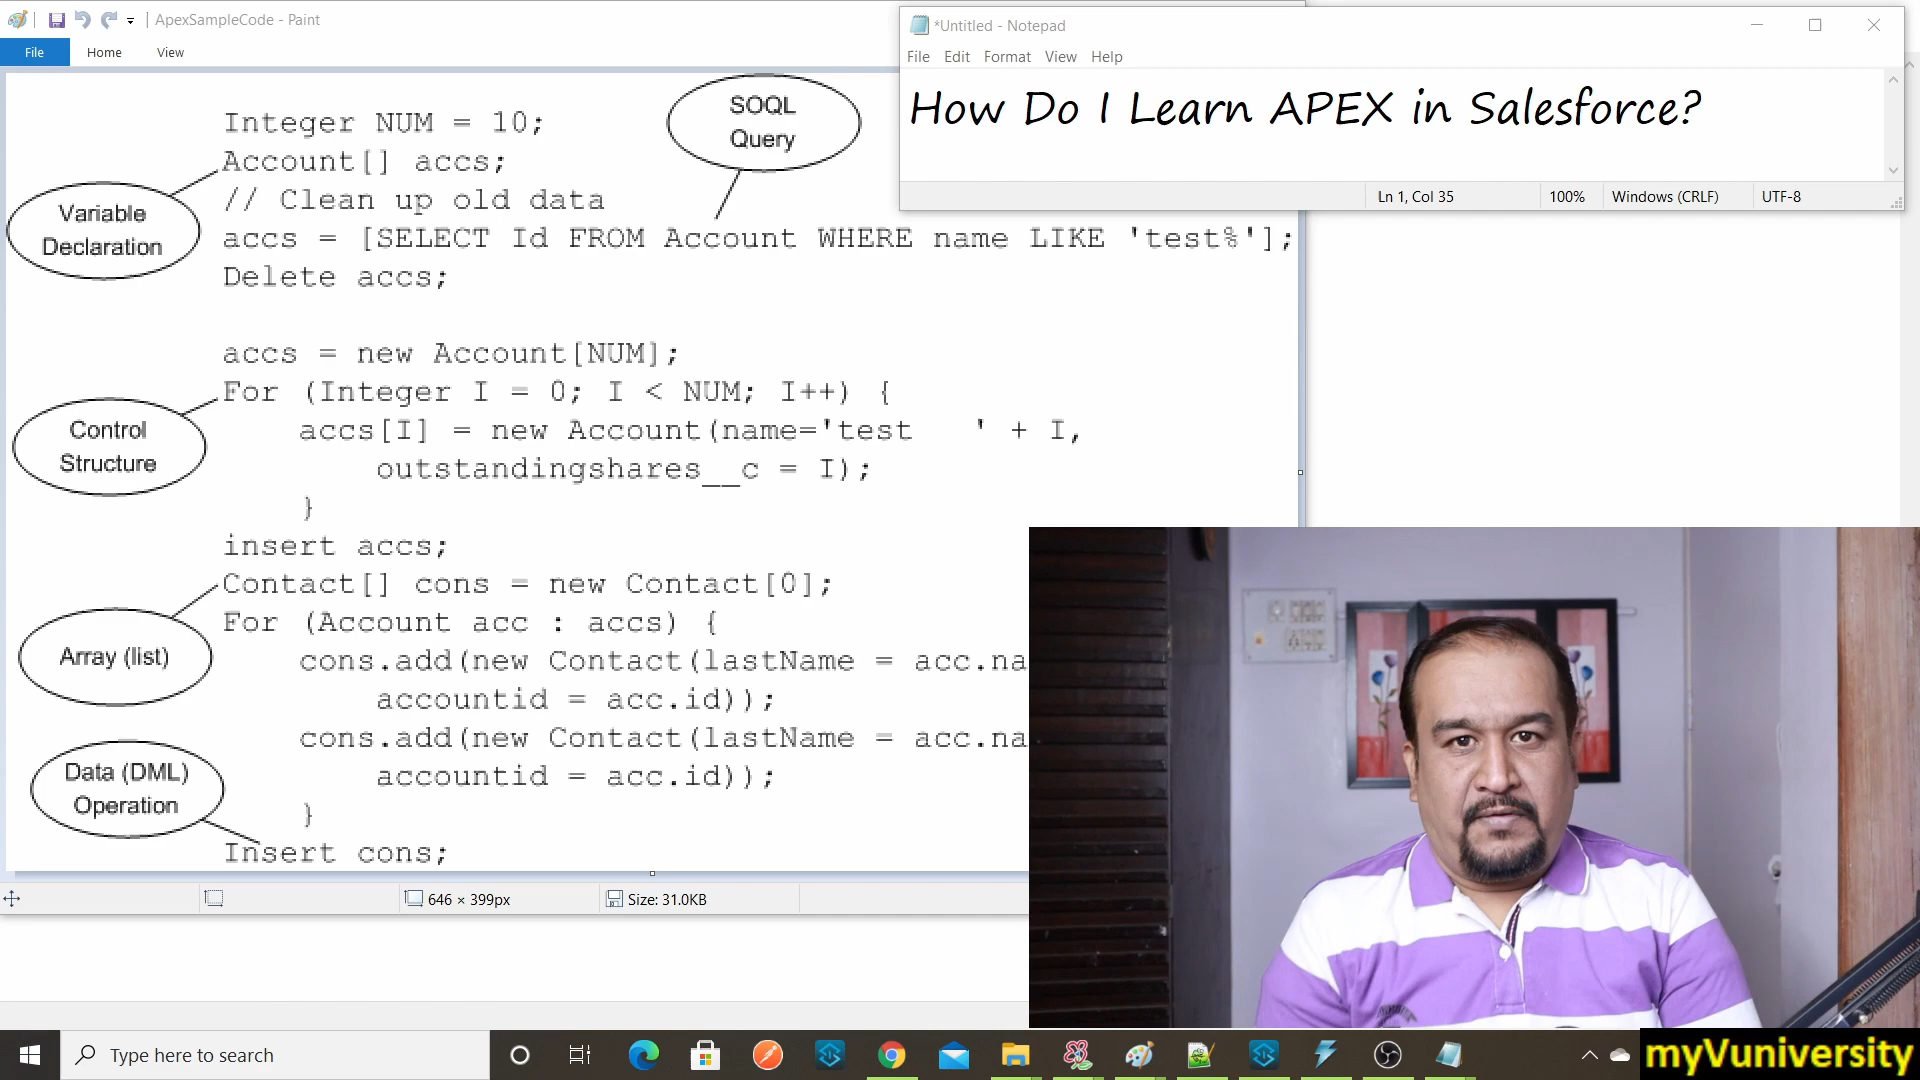 ApexSampleCode - Paint
File Home View
*Untitled - Notepad
File Edit Format View Help
How Do I Learn APEX in Salesforce?
Ln 1, Col 35 100% Windows (CRLF) UTF-8
SOQL
Query
Variable
Declaration
Control
Structure
Array (list)
Data (DML)
Operation
Integer NUM = 10;
Account[] accs;
// Clean up old data
accs = [SELECT Id FROM Account WHERE name LIKE 'test%'];
Delete accs;
accs = new Account[NUM];
For (Integer I = 0; I < NUM; I++) {
accs[I] = new Account(name='test ' + I,
outstandingshares__c = I);
}
insert accs;
Contact[] cons = new Contact[0];
For (Account acc : accs) {
cons.add(new Contact(lastName = acc.na
accountid = acc.id));
cons.add(new Contact(lastName = acc.na
accountid = acc.id));
}
Insert cons;
646 × 399px Size: 31.0KB
Type here to search
myVuniversity